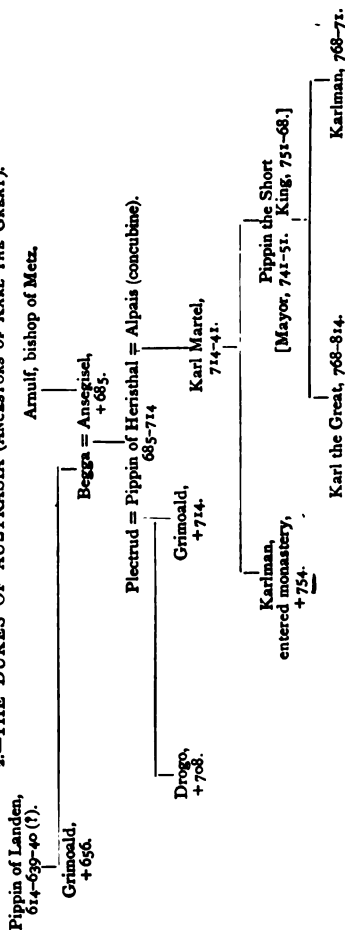 2.—THE DUKES OF AUSTRASIA (ANCESTORS OF KARL THE GREAT).
Pippin of Landen,
614-639-40 (?).
Arnulf, bishop of Metz.
Grimoald,
+656.
Begga = Ansegisel,
+685.
Plectrud = Pippin of Heristhal = Alpais (concubine).
685-714
Drogo,
+708.
Grimoald,
+714.
Karl Martel,
714-41.
Karlman,
entered monastery,
+754.
Pippin the Short
[Mayor, 741-51. King, 751-68.]
Karl the Great, 768-814.
Karlman, 768-71.